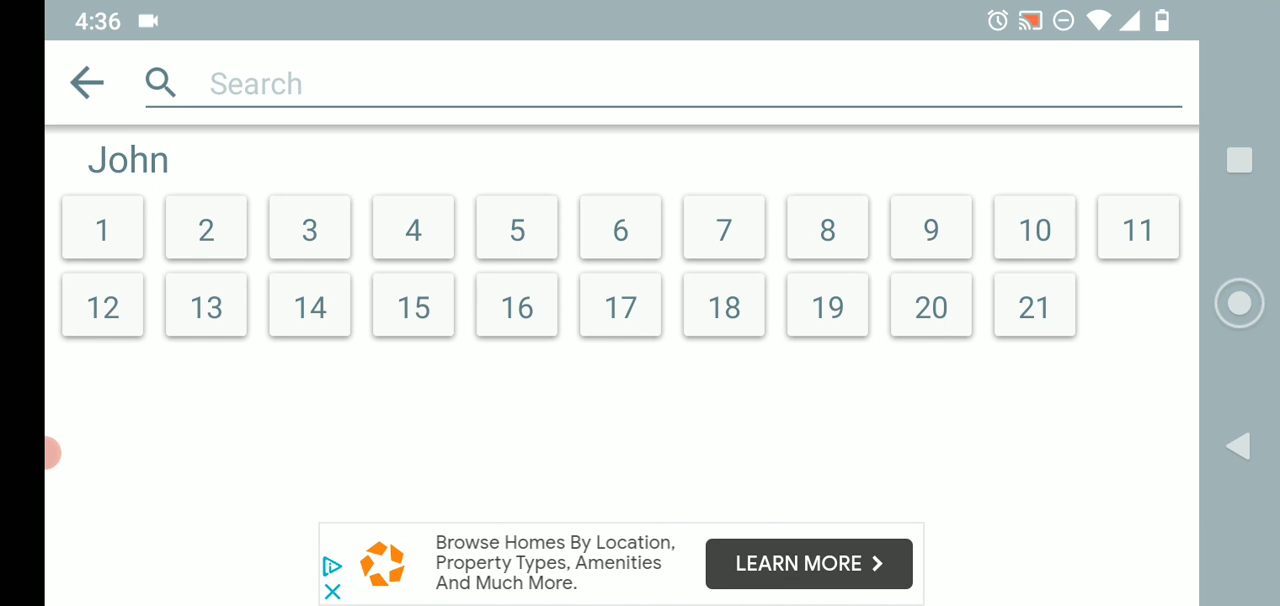 4:36
Search
John
1 2 3 4 5 6 7 8 9 10 11
12 13 14 15 16 17 18 19 20 21
Browse Homes By Location,
Property Types, Amenities
And Much More.
LEARN MORE